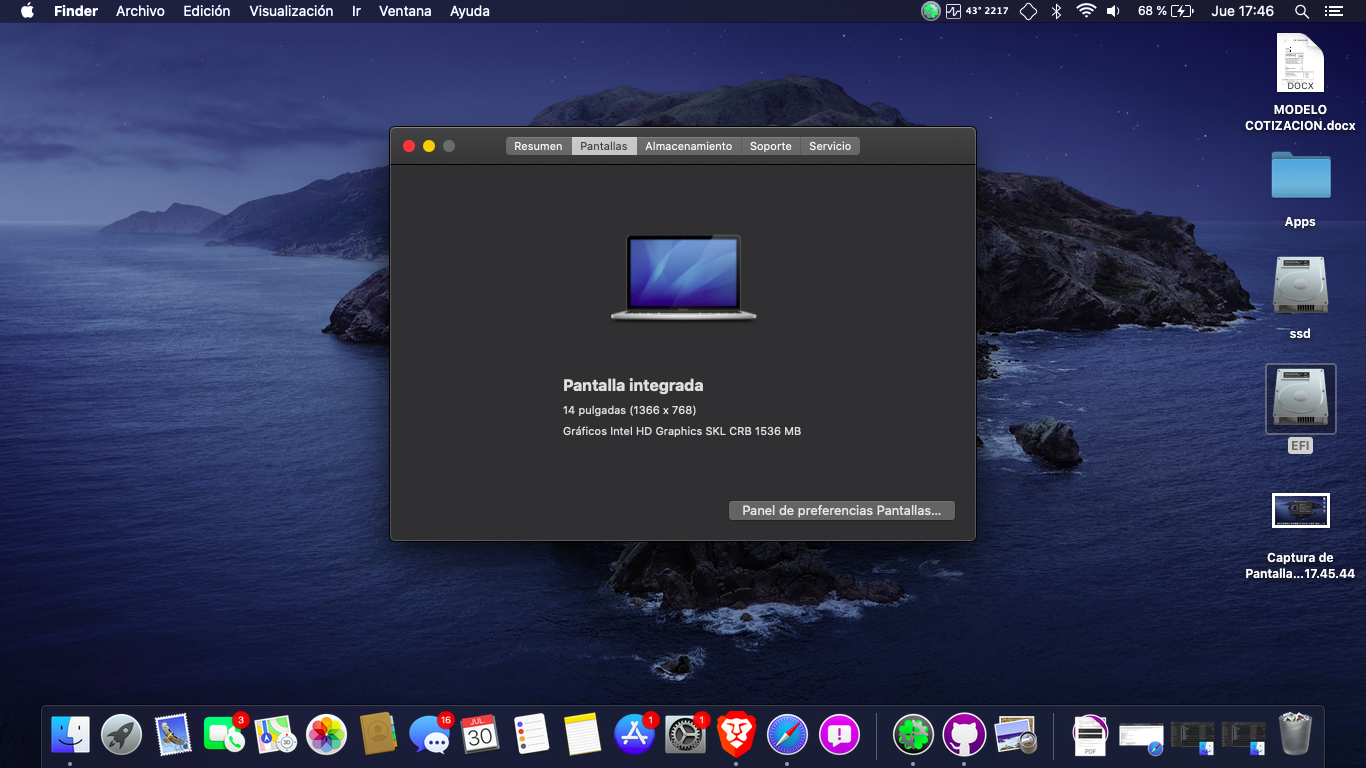 Finder Archivo Edición Visualización Ir Ventana Ayuda
43° 2217 68 % Jue 17:46
DOCX
MODELO
COTIZACION.docx
Resumen Pantallas Almacenamiento Soporte Servicio
Apps
ssd
Pantalla integrada
14 pulgadas (1366 x 768)
Gráficos Intel HD Graphics SKL CRB 1536 MB
EFI
Panel de preferencias Pantallas...
Captura de
Pantalla...17.45.44
3 16 JUL. 30 1 1
3D
PDF